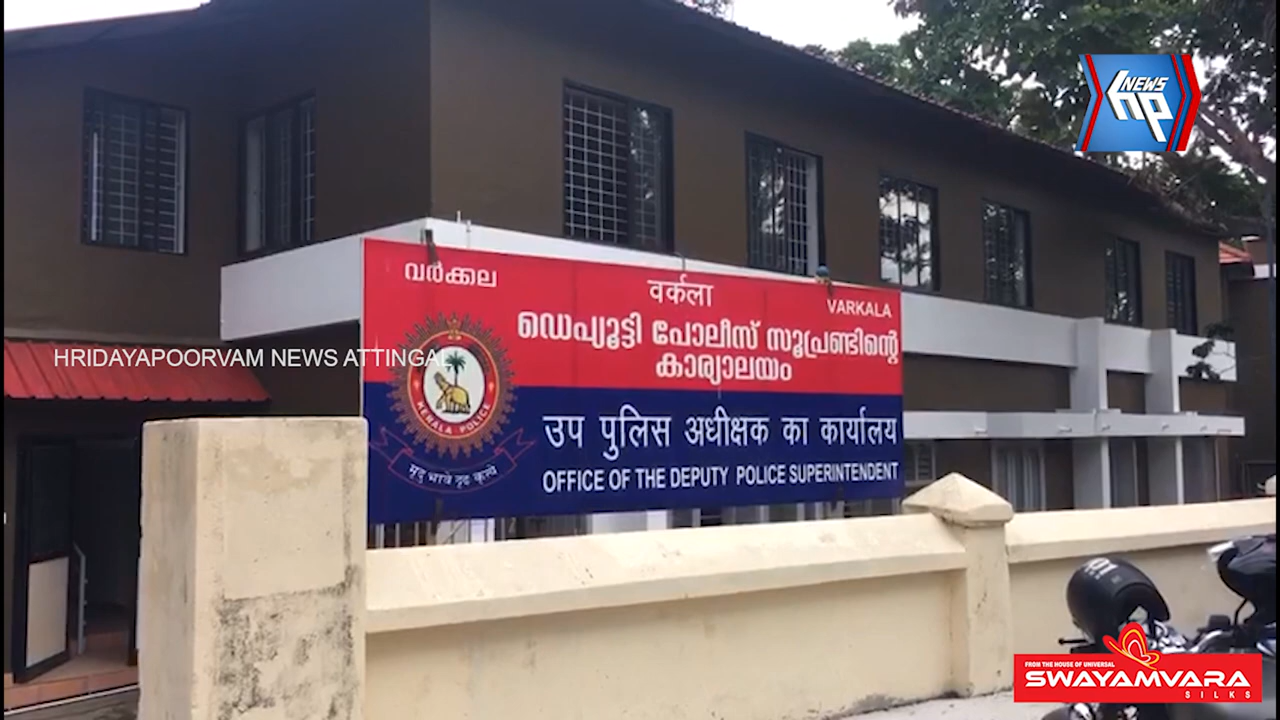 NEWS
hp
വർക്കല
वर्कला
VARKALA
ഡെപ്യൂട്ടി പോലീസ് സൂപ്രണ്ടിന്റെ
കാര്യാലയം
HRIDAYAPOORVAM NEWS ATTINGAL
KERALA POLICE
मृदु भावे दृढ कृत्ये
उप पुलिस अधीक्षक का कार्यालय
OFFICE OF THE DEPUTY POLICE SUPERINTENDENT
FROM THE HOUSE OF UNIVERSAL
SWAYAMVARA
SILKS